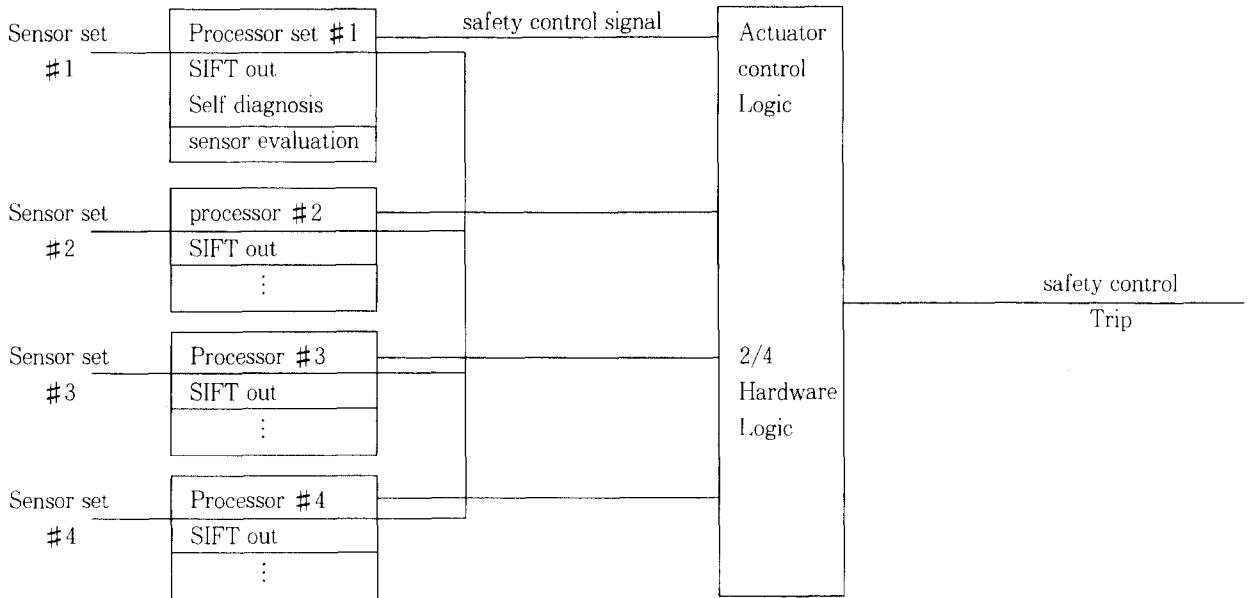 Sensor set
#1
Processor set #1
SIFT out
Self diagnosis
sensor evaluation
safety control signal
Actuator
control
Logic
Sensor set
#2
processor #2
SIFT out
⋮
Sensor set
#3
Processor #3
SIFT out
⋮
2/4
Hardware
Logic
safety control
Trip
Sensor set
#4
Processor #4
SIFT out
⋮